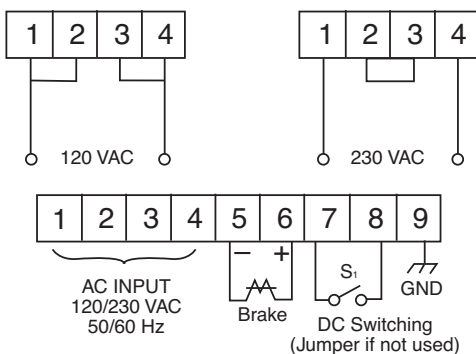 1 2 3 4
120 VAC
1 2 3 4
230 VAC
1 2 3 4 5 6 7 8 9
– +
S1
GND
AC INPUT
120/230 VAC
50/60 Hz
Brake
DC Switching
(Jumper if not used)